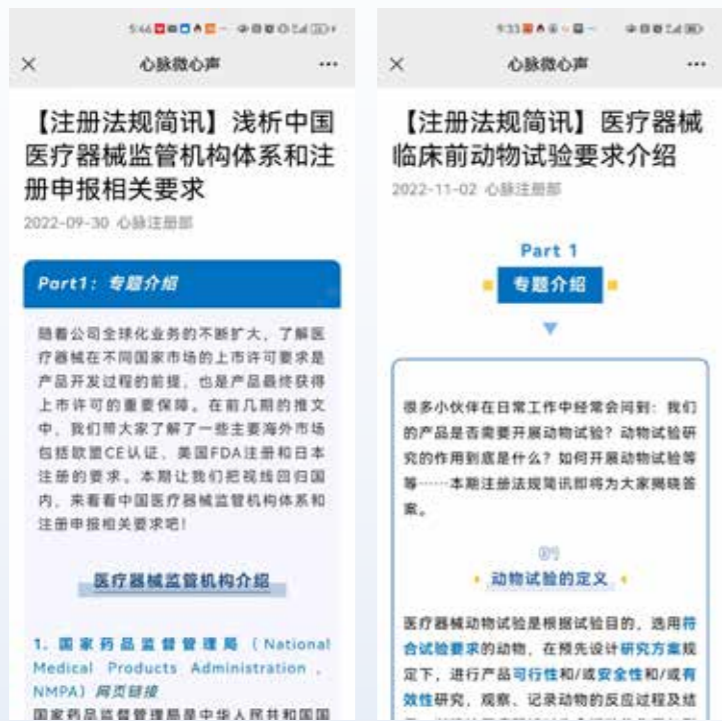 5:46
心脉微心声
【注册法规简讯】浅析中国
医疗器械监管机构体系和注
册申报相关要求
2022-09-30 心脉注册部
Part1：专题介绍
随着公司全球化业务的不断扩大，了解医
疗器械在不同国家市场的上市许可要求是
产品开发过程的前提，也是产品最终获得
上市许可的重要保障。在前几期的推文
中，我们带大家了解了一些主要海外市场
包括欧盟CE认证、美国FDA注册和日本
注册的要求。本期让我们把视线回归国
内，来看看中国医疗器械监管机构体系和
注册申报相关要求吧！
医疗器械监管机构介绍
1. 国家药品监督管理局（National
Medical Products Administration，
NMPA）网页链接
国家药品监督管理局是中华人民共和国国
9:33
心脉微心声
【注册法规简讯】医疗器械
临床前动物试验要求介绍
2022-11-02 心脉注册部
Part 1
专题介绍
很多小伙伴在日常工作中经常会问到：我们
的产品是否需要开展动物试验？动物试验研
究的作用到底是什么？如何开展动物试验等
等……本期注册法规简讯即将为大家揭晓答
案。
01
动物试验的定义
医疗器械动物试验是根据试验目的，选用符
合试验要求的动物，在预先设计研究方案规
定下，进行产品可行性和/或安全性和/或有
效性研究，观察、记录动物的反应过程及结